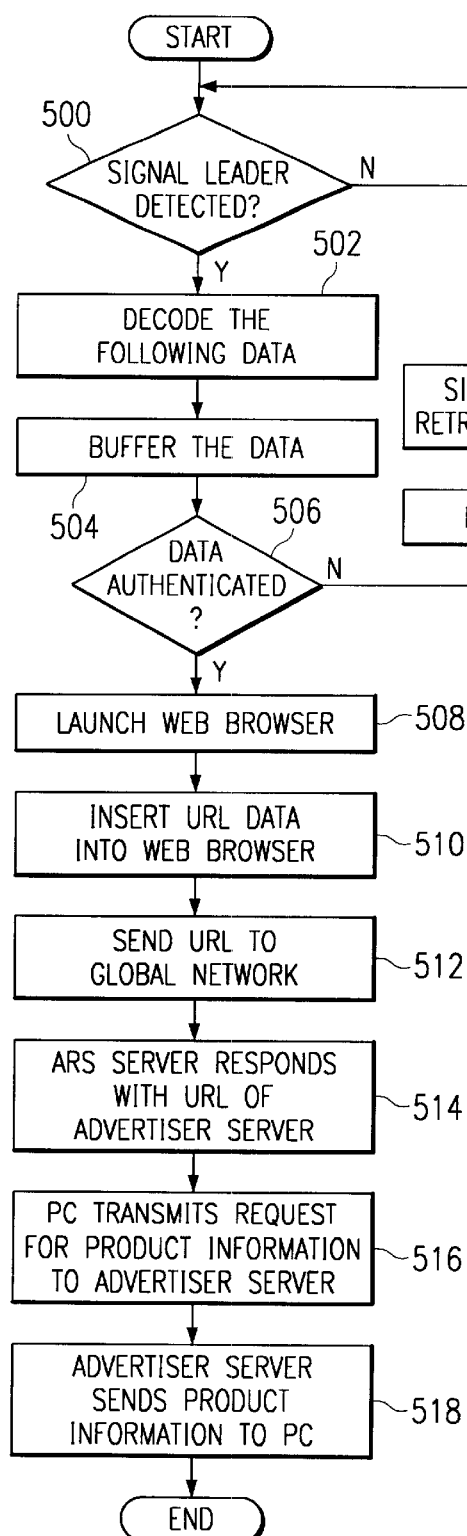 START
500
SIGNAL LEADER
DETECTED?
N
Y
502
DECODE THE
FOLLOWING DATA
BUFFER THE DATA
504
506
DATA
AUTHENTICATED
?
N
Y
LAUNCH WEB BROWSER
508
INSERT URL DATA
INTO WEB BROWSER
510
SEND URL TO
GLOBAL NETWORK
512
ARS SERVER RESPONDS
WITH URL OF
ADVERTISER SERVER
514
PC TRANSMITS REQUEST
FOR PRODUCT INFORMATION
TO ADVERTISER SERVER
516
ADVERTISER SERVER
SENDS PRODUCT
INFORMATION TO PC
518
END